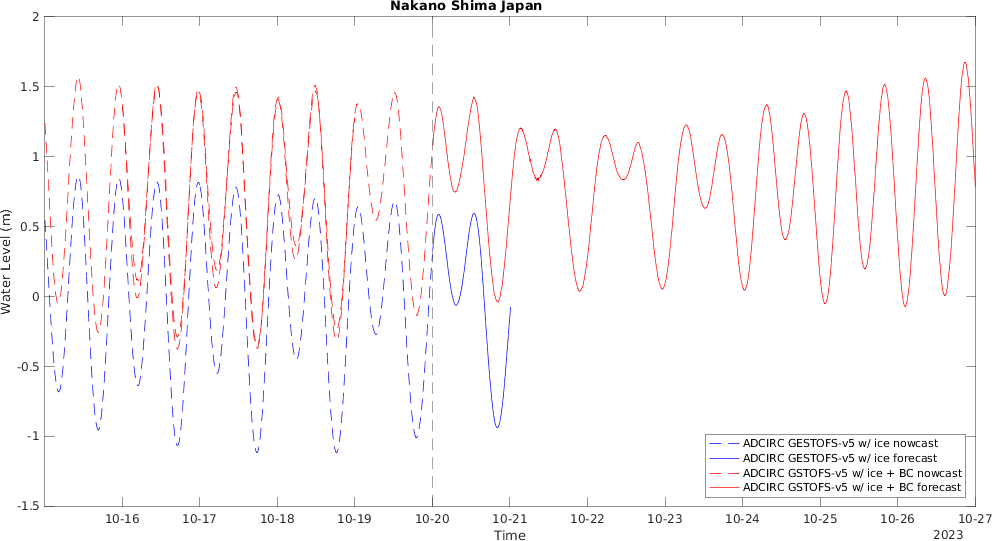 Nakano Shima Japan
Water Level (m)
2
1.5
1
0.5
0
-0.5
-1
-1.5
ADCIRC GESTOFS-v5 w/ ice nowcast
ADCIRC GESTOFS-v5 w/ ice forecast
ADCIRC GSTOFS-v5 w/ ice + BC nowcast
ADCIRC GSTOFS-v5 w/ ice + BC forecast
10-16 10-17 10-18 10-19 10-20 10-21 10-22 10-23 10-24 10-25 10-26 10-27
Time
2023